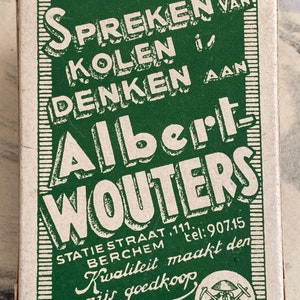 SPREKEN VAN
KOLEN is
DENKEN AAN
Albert-
WOUTERS
STATIESTRAAT, 111.
BERCHEM tel: 907.15
Kwaliteit maakt den
prijs goedkoop